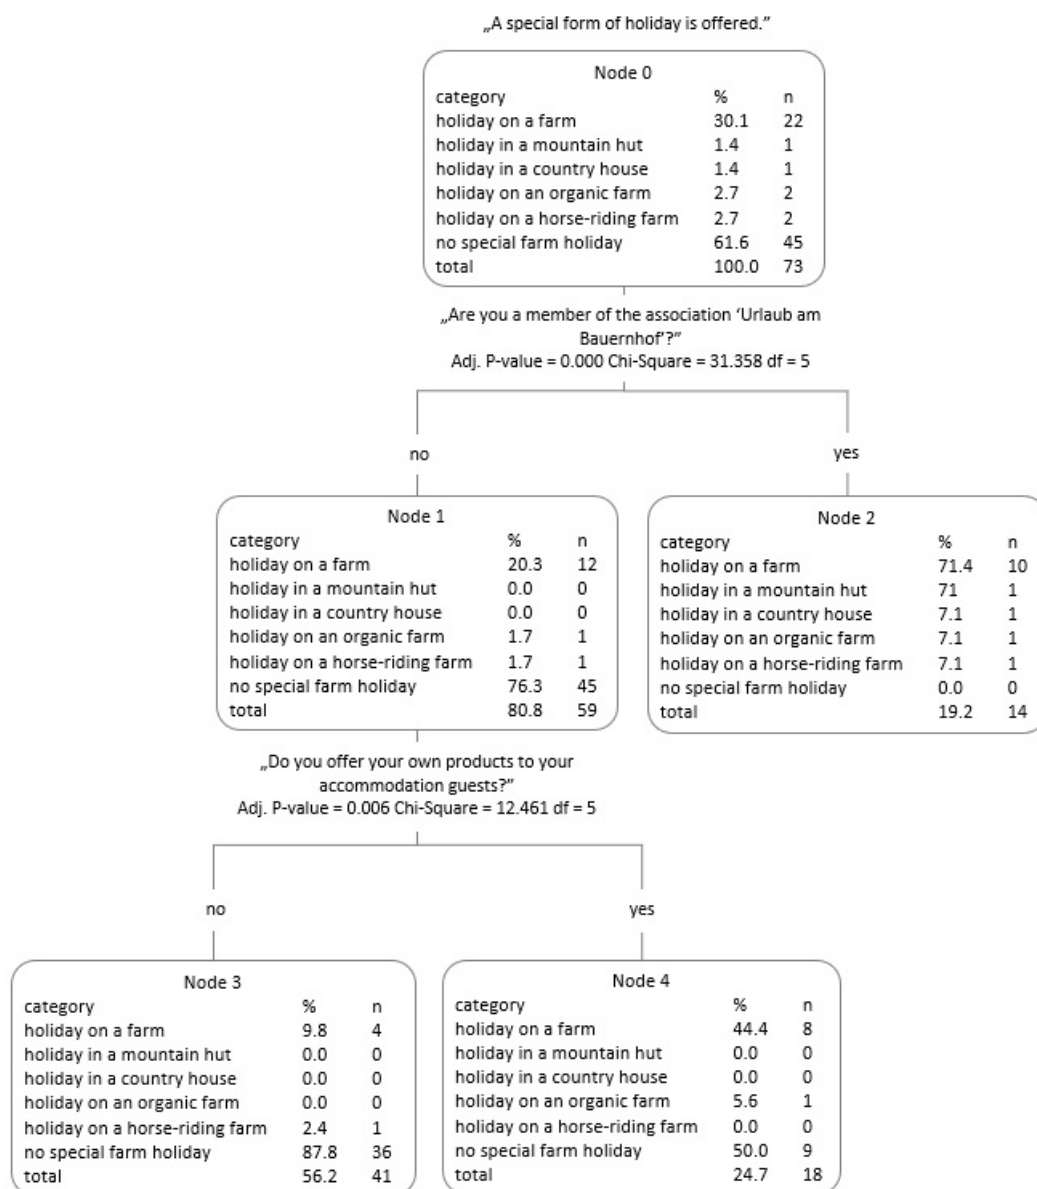 „A special form of holiday is offered.”
Node 0
category % n
holiday on a farm 30.1 22
holiday in a mountain hut 1.4 1
holiday in a country house 1.4 1
holiday on an organic farm 2.7 2
holiday on a horse-riding farm 2.7 2
no special farm holiday 61.6 45
total 100.0 73
„Are you a member of the association ‘Urlaub am
Bauernhof’?”
Adj. P-value = 0.000 Chi-Square = 31.358 df = 5
no
yes
Node 1
category % n
holiday on a farm 20.3 12
holiday in a mountain hut 0.0 0
holiday in a country house 0.0 0
holiday on an organic farm 1.7 1
holiday on a horse-riding farm 1.7 1
no special farm holiday 76.3 45
total 80.8 59
Node 2
category % n
holiday on a farm 71.4 10
holiday in a mountain hut 71 1
holiday in a country house 7.1 1
holiday on an organic farm 7.1 1
holiday on a horse-riding farm 7.1 1
no special farm holiday 0.0 0
total 19.2 14
„Do you offer your own products to your
accommodation guests?”
Adj. P-value = 0.006 Chi-Square = 12.461 df = 5
no
yes
Node 3
category % n
holiday on a farm 9.8 4
holiday in a mountain hut 0.0 0
holiday in a country house 0.0 0
holiday on an organic farm 0.0 0
holiday on a horse-riding farm 2.4 1
no special farm holiday 87.8 36
total 56.2 41
Node 4
category % n
holiday on a farm 44.4 8
holiday in a mountain hut 0.0 0
holiday in a country house 0.0 0
holiday on an organic farm 5.6 1
holiday on a horse-riding farm 0.0 0
no special farm holiday 50.0 9
total 24.7 18